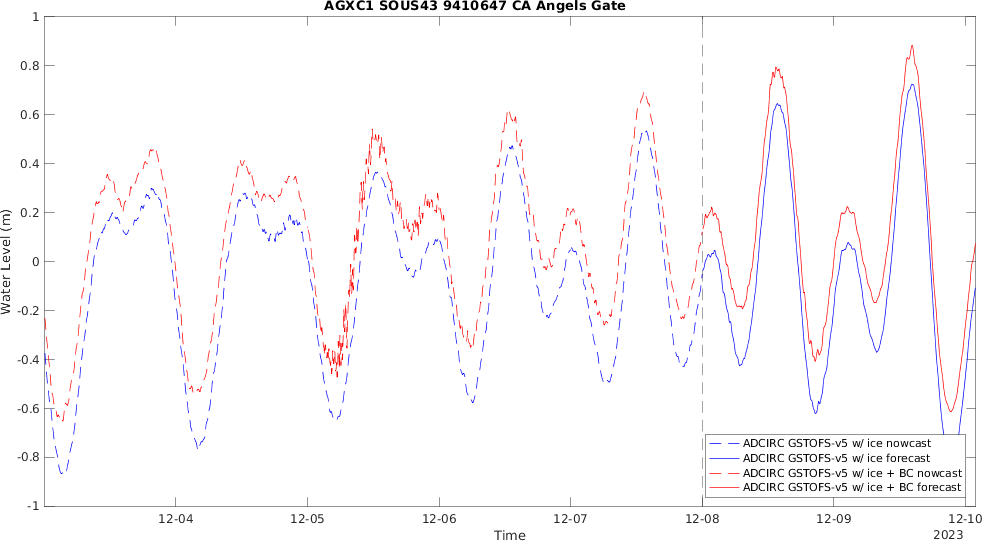 AGXC1 SOUS43 9410647 CA Angels Gate
1
0.8
0.6
0.4
0.2
0
-0.2
-0.4
-0.6
-0.8
-1
Water Level (m)
12-04
12-05
12-06
12-07
12-08
12-09
12-10
Time
2023
ADCIRC GSTOFS-v5 w/ ice nowcast
ADCIRC GSTOFS-v5 w/ ice forecast
ADCIRC GSTOFS-v5 w/ ice + BC nowcast
ADCIRC GSTOFS-v5 w/ ice + BC forecast